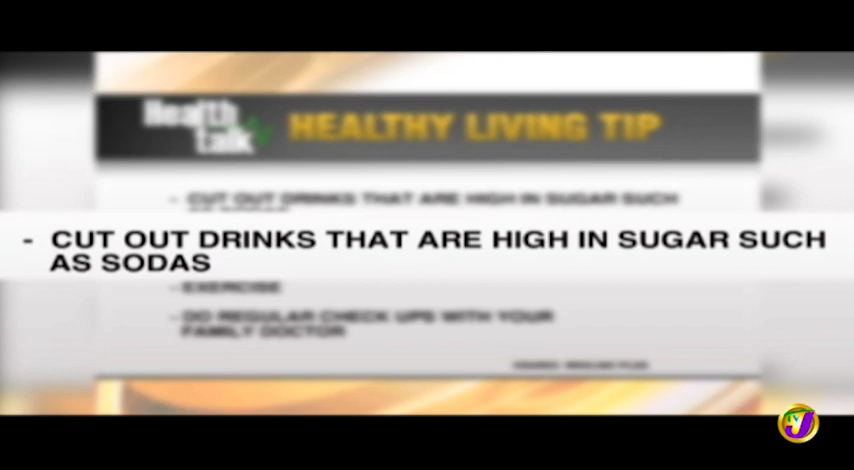 Health
talk
HEALTHY LIVING TIP
- CUT OUT DRINKS THAT ARE HIGH IN SUGAR SUCH
- CUT OUT DRINKS THAT ARE HIGH IN SUGAR SUCH
AS SODAS
- EXERCISE
- DO REGULAR CHECK UPS WITH YOUR
FAMILY DOCTOR
TVJ